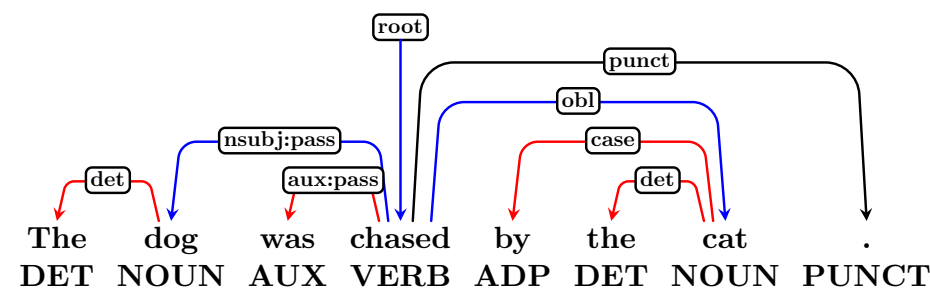 root
punct
obl
nsubj:pass case
det aux:pass det
The dog was chased by the cat .
DET NOUN AUX VERB ADP DET NOUN PUNCT